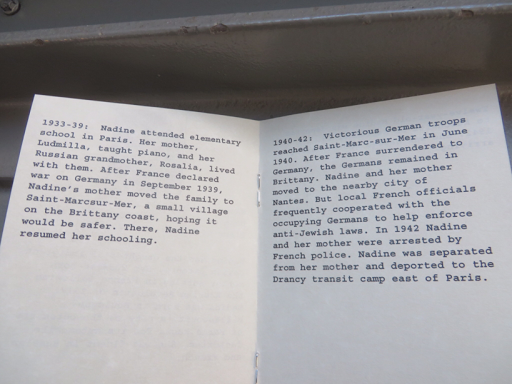 1933-39: Nadine attended elementary
school in Paris. Her mother,
Ludmilla, taught piano, and her
Russian grandmother, Rosalia, lived
with them. After France declared
war on Germany in September 1939,
Nadine's mother moved the family to
Saint-Marcsur-Mer, a small village
on the Brittany coast, hoping it
would be safer. There, Nadine
resumed her schooling.
1940-42: Victorious German troops
reached Saint-Marc-sur-Mer in June
1940. After France surrendered to
Germany, the Germans remained in
Brittany. Nadine and her mother
moved to the nearby city of
Nantes. But local French officials
frequently cooperated with the
occupying Germans to help enforce
anti-Jewish laws. In 1942 Nadine
and her mother were arrested by
French police. Nadine was separated
from her mother and deported to the
Drancy transit camp east of Paris.